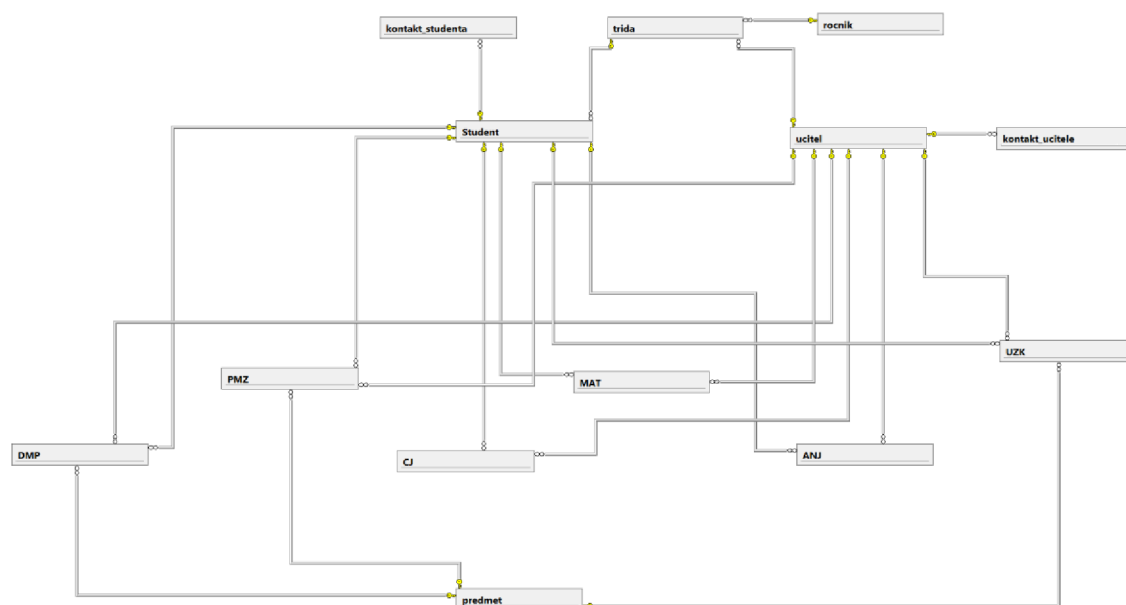 kontakt_studenta
trida
rocnik
Student
ucitel
kontakt_ucitele
UZK
PMZ
MAT
DMP
CJ
ANJ
predmet